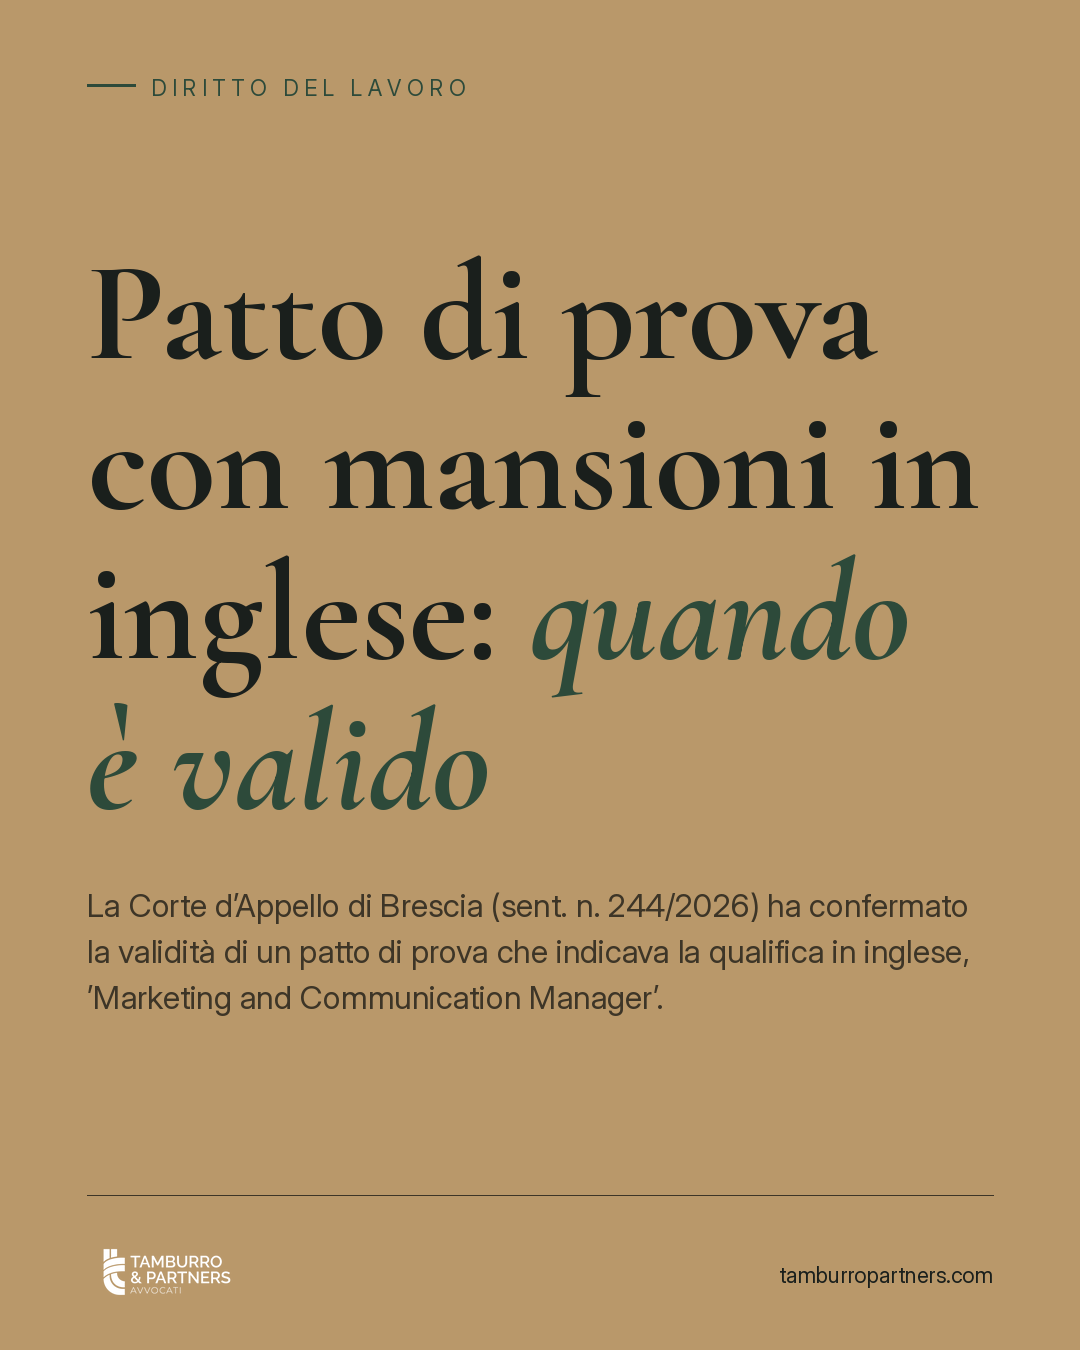 DIRITTO DEL LAVORO
Patto di prova
con mansioni in
inglese: quando
è valido
La Corte d’Appello di Brescia (sent. n. 244/2026) ha confermato
la validità di un patto di prova che indicava la qualifica in inglese,
’Marketing and Communication Manager’.
TAMBURRO
& PARTNERS
AVVOCATI
tamburropartners.com